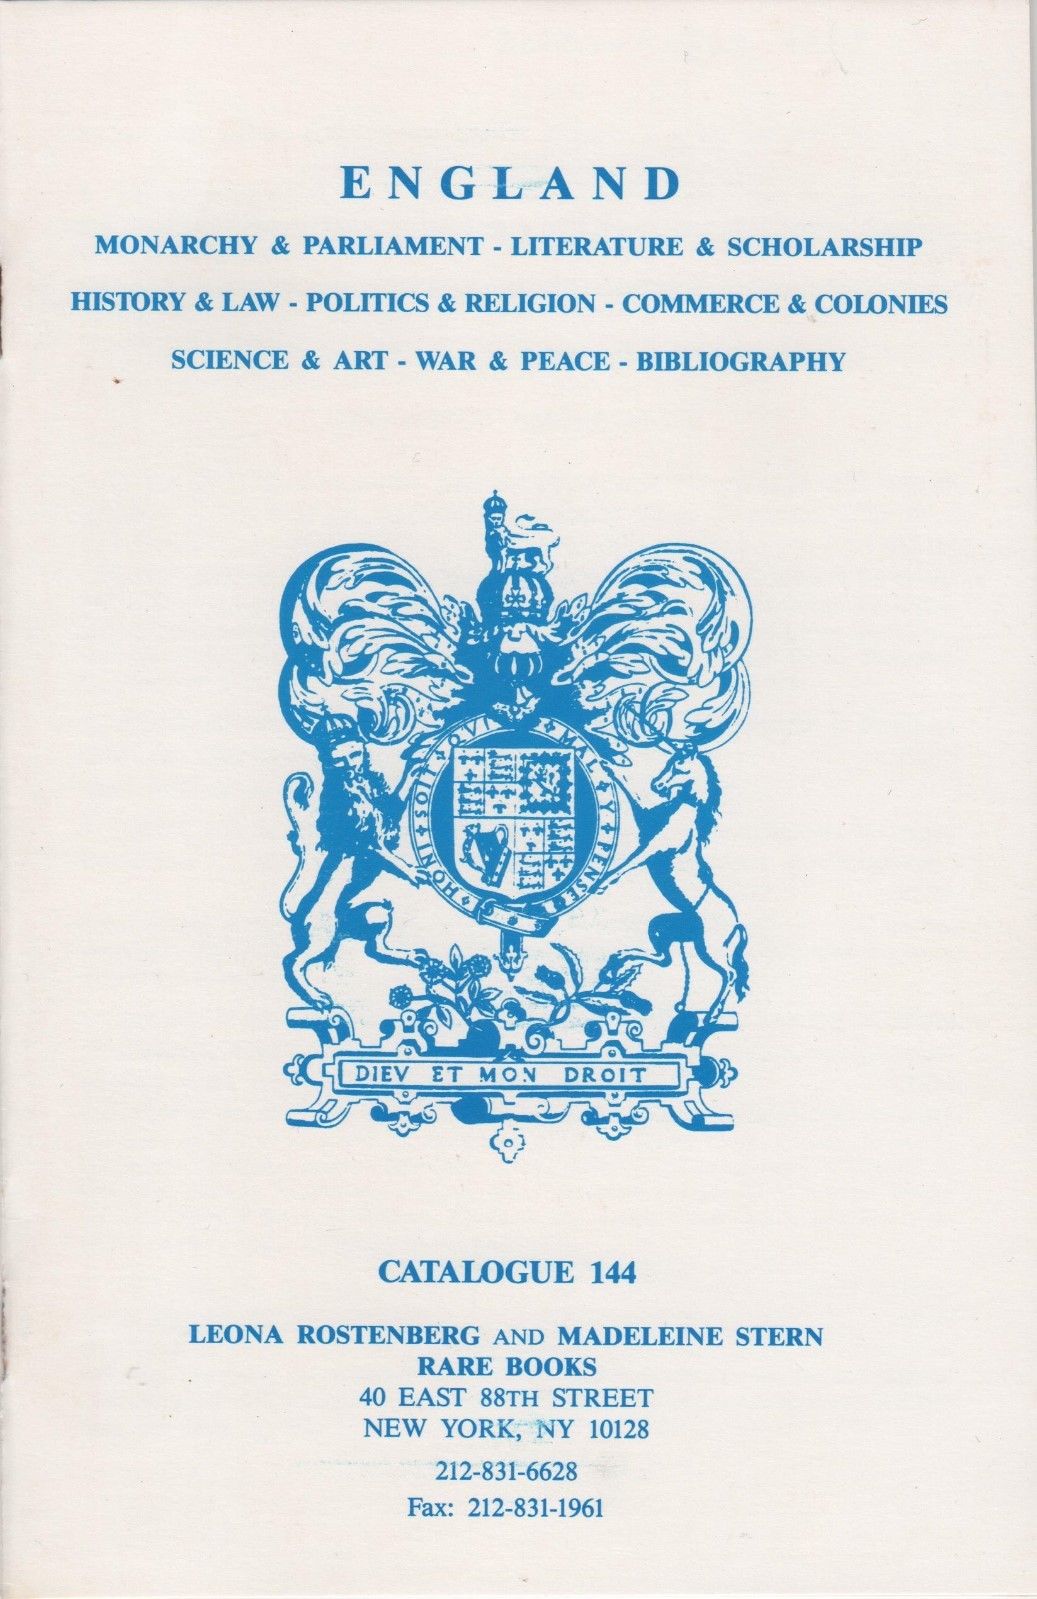 ENGLAND
MONARCHY & PARLIAMENT - LITERATURE & SCHOLARSHIP
HISTORY & LAW - POLITICS & RELIGION - COMMERCE & COLONIES
SCIENCE & ART - WAR & PEACE - BIBLIOGRAPHY
HONI SOIT QVI MAL Y PENSE
DIEV ET MON DROIT
CATALOGUE 144
LEONA ROSTENBERG AND MADELEINE STERN
RARE BOOKS
40 EAST 88TH STREET
NEW YORK, NY 10128
212-831-6628
Fax: 212-831-1961